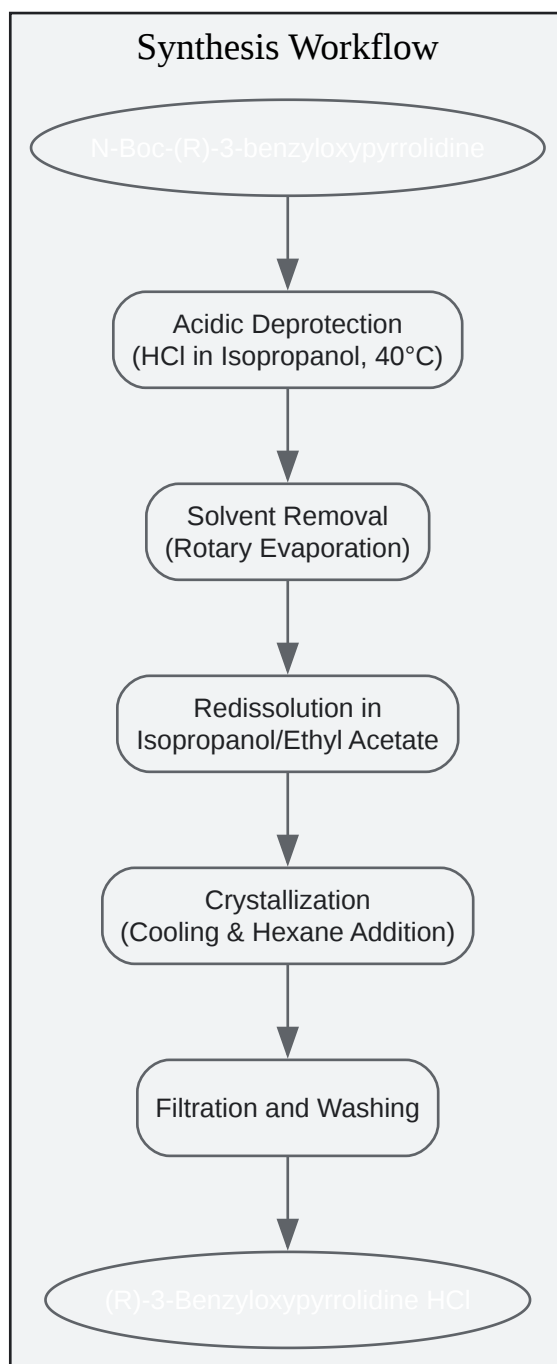 Synthesis Workflow
N-Boc-(R)-3-benzyloxypyrrolidine
Acidic Deprotection
(HCl in Isopropanol, 40°C)
Solvent Removal
(Rotary Evaporation)
Redissolution in
Isopropanol/Ethyl Acetate
Crystallization
(Cooling & Hexane Addition)
Filtration and Washing
(R)-3-Benzyloxypyrrolidine HCl